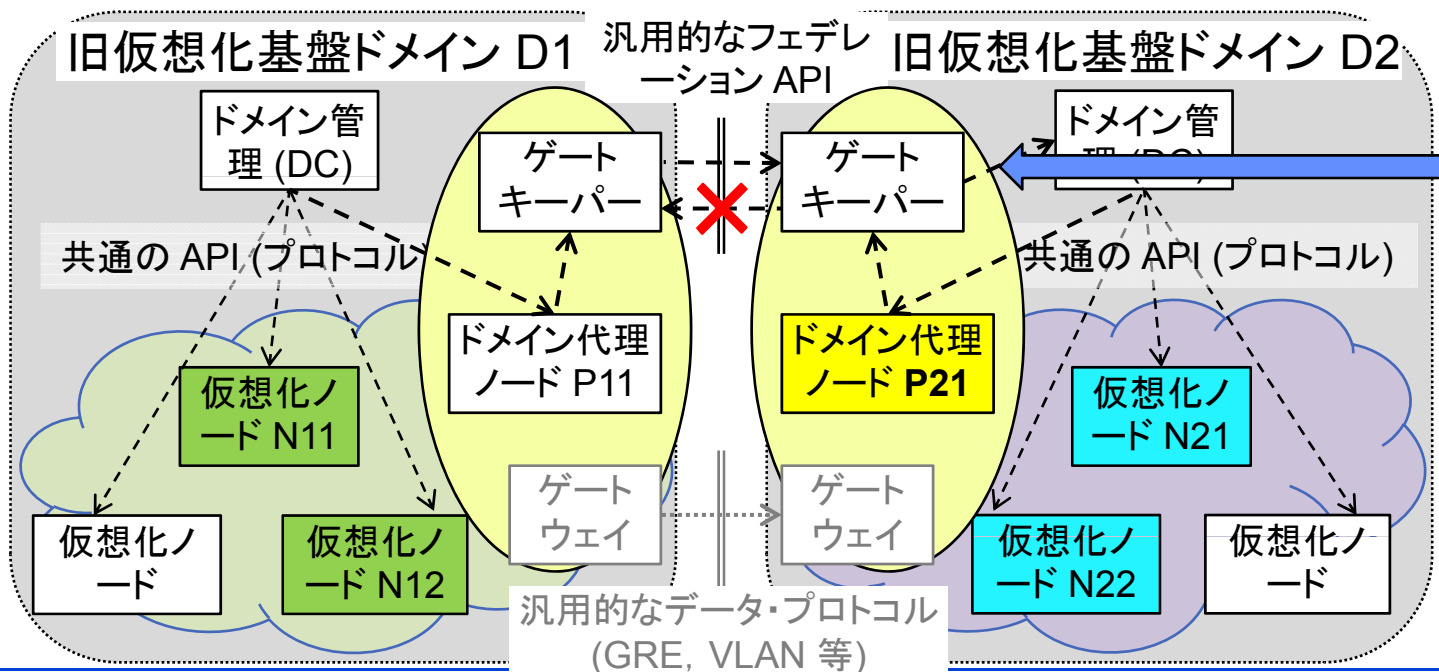 旧仮想化基盤ドメイン D1
汎用的なフェデレ
ーション API
旧仮想化基盤ドメイン D2
ドメイン管
理 (DC)
ゲート
キーパー
ゲート
キーパー
ドメイン管
理 (DC)
共通の API (プロトコル)
共通の API (プロトコル)
ドメイン代理
ノード P11
ドメイン代理
ノード P21
仮想化ノ
ード N11
仮想化ノ
ード N21
ゲート
ウェイ
ゲート
ウェイ
仮想化ノ
ード
仮想化ノ
ード N12
仮想化ノ
ード N22
仮想化ノ
ード
汎用的なデータ・プロトコル
(GRE, VLAN 等)